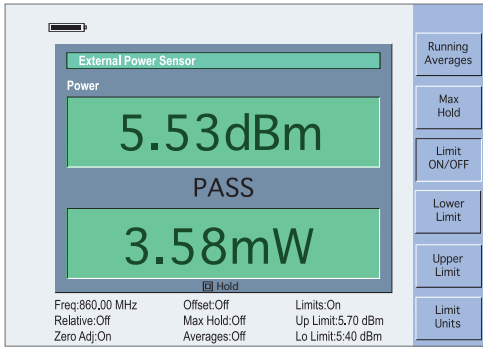 External Power Sensor
Power
5.53dBm
PASS
3.58mW
Hold
Freq:860,00 MHz Offset:Off Limits:On
Relative:Off Max Hold:Off Up Limit:5.70 dBm
Zero Adj:On Averages:Off Lo Limit:5:40 dBm
Running
Averages
Max
Hold
Limit
ON/OFF
Lower
Limit
Upper
Limit
Limit
Units